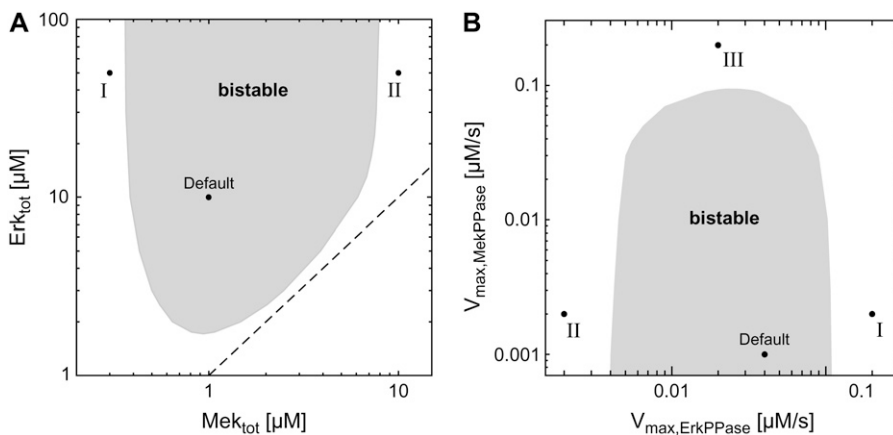 A
100
Erk_tot [µM]
10
1
I
II
bistable
Default
1
10
Mek_tot [µM]
B
V_max,MekPPase [µM/s]
0.1
0.01
0.001
III
bistable
II
Default
I
0.01
0.1
V_max,ErkPPase [µM/s]